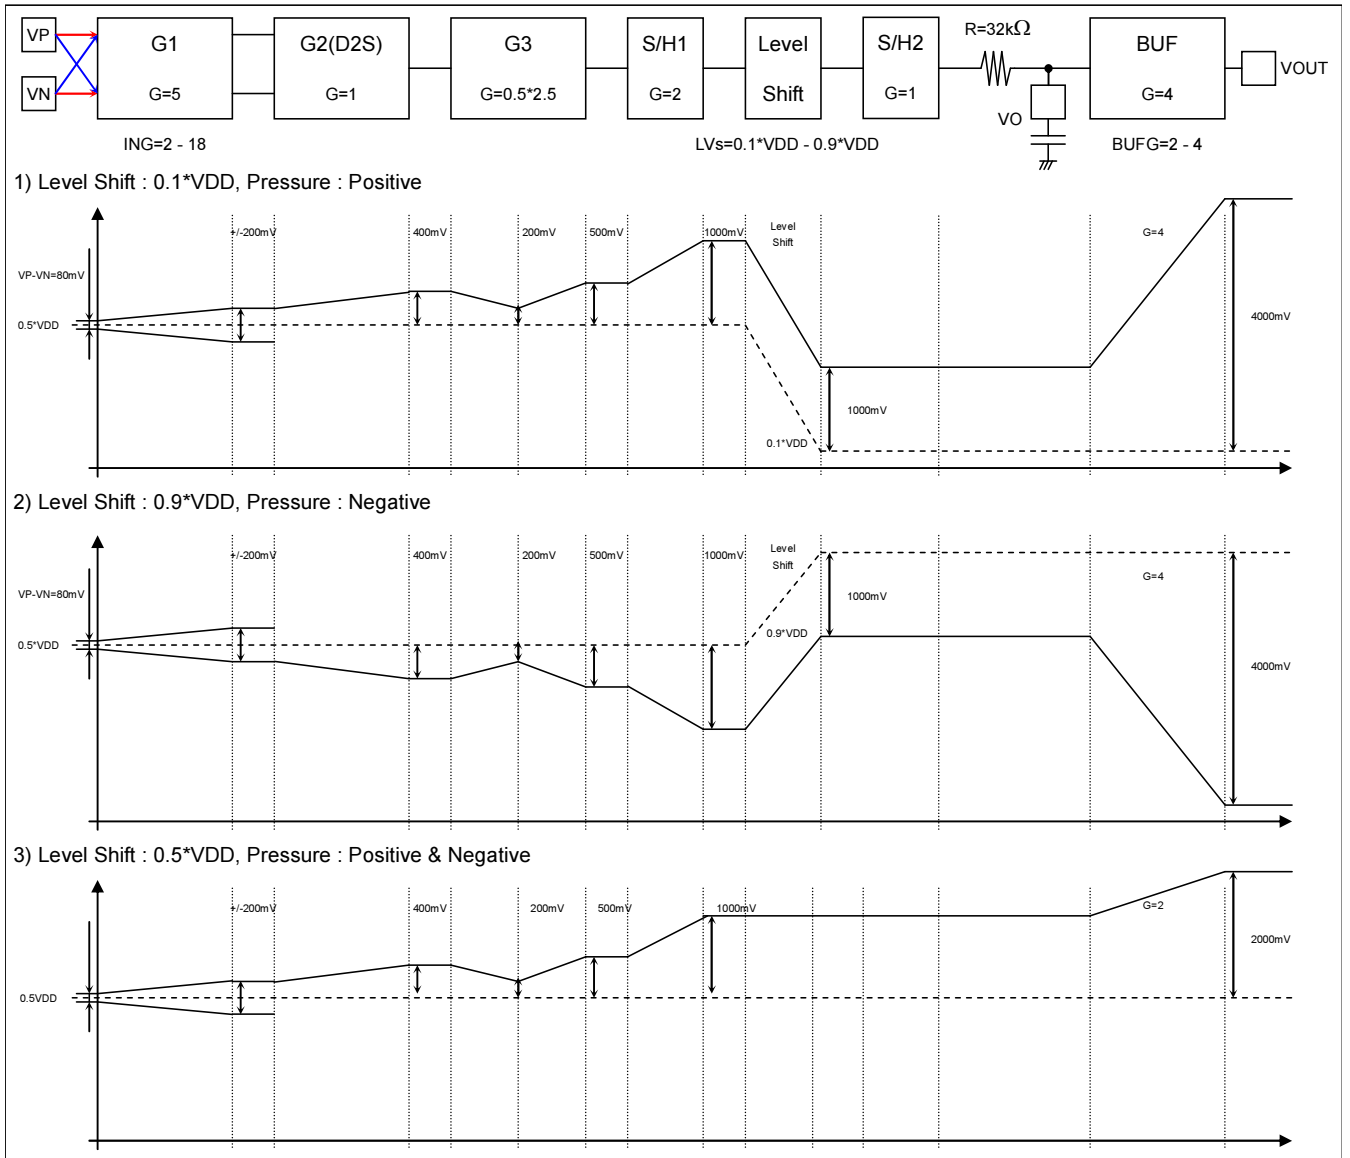 VP
VN
G1
G=5
G2(D2S)
G=1
G3
G=0.5*2.5
S/H1
G=2
Level
Shift
S/H2
G=1
R=32kΩ
VO
BUF
G=4
VOUT
ING=2 - 18
LVs=0.1*VDD - 0.9*VDD
BUFG=2 - 4
1) Level Shift : 0.1*VDD, Pressure : Positive
+/-200mV
400mV
200mV
500mV
1000mV
Level
Shift
G=4
VP-VN=80mV
0.5*VDD
4000mV
1000mV
0.1*VDD
2) Level Shift : 0.9*VDD, Pressure : Negative
+/-200mV
400mV
200mV
500mV
1000mV
Level
Shift
G=4
VP-VN=80mV
1000mV
0.5*VDD
0.9*VDD
4000mV
3) Level Shift : 0.5*VDD, Pressure : Positive & Negative
+/-200mV
400mV
200mV
500mV
1000mV
G=2
2000mV
0.5VDD